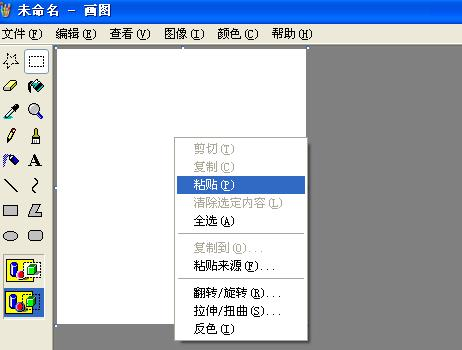 未命名 - 画图
文件(F) 编辑(E) 查看(V) 图像(I) 颜色(C) 帮助(H)
A
剪切(T)
复制(C)
粘贴(P)
清除选定内容(L)
全选(A)
复制到(O)...
粘贴来源(F)...
翻转/旋转(R)...
拉伸/扭曲(S)...
反色(I)